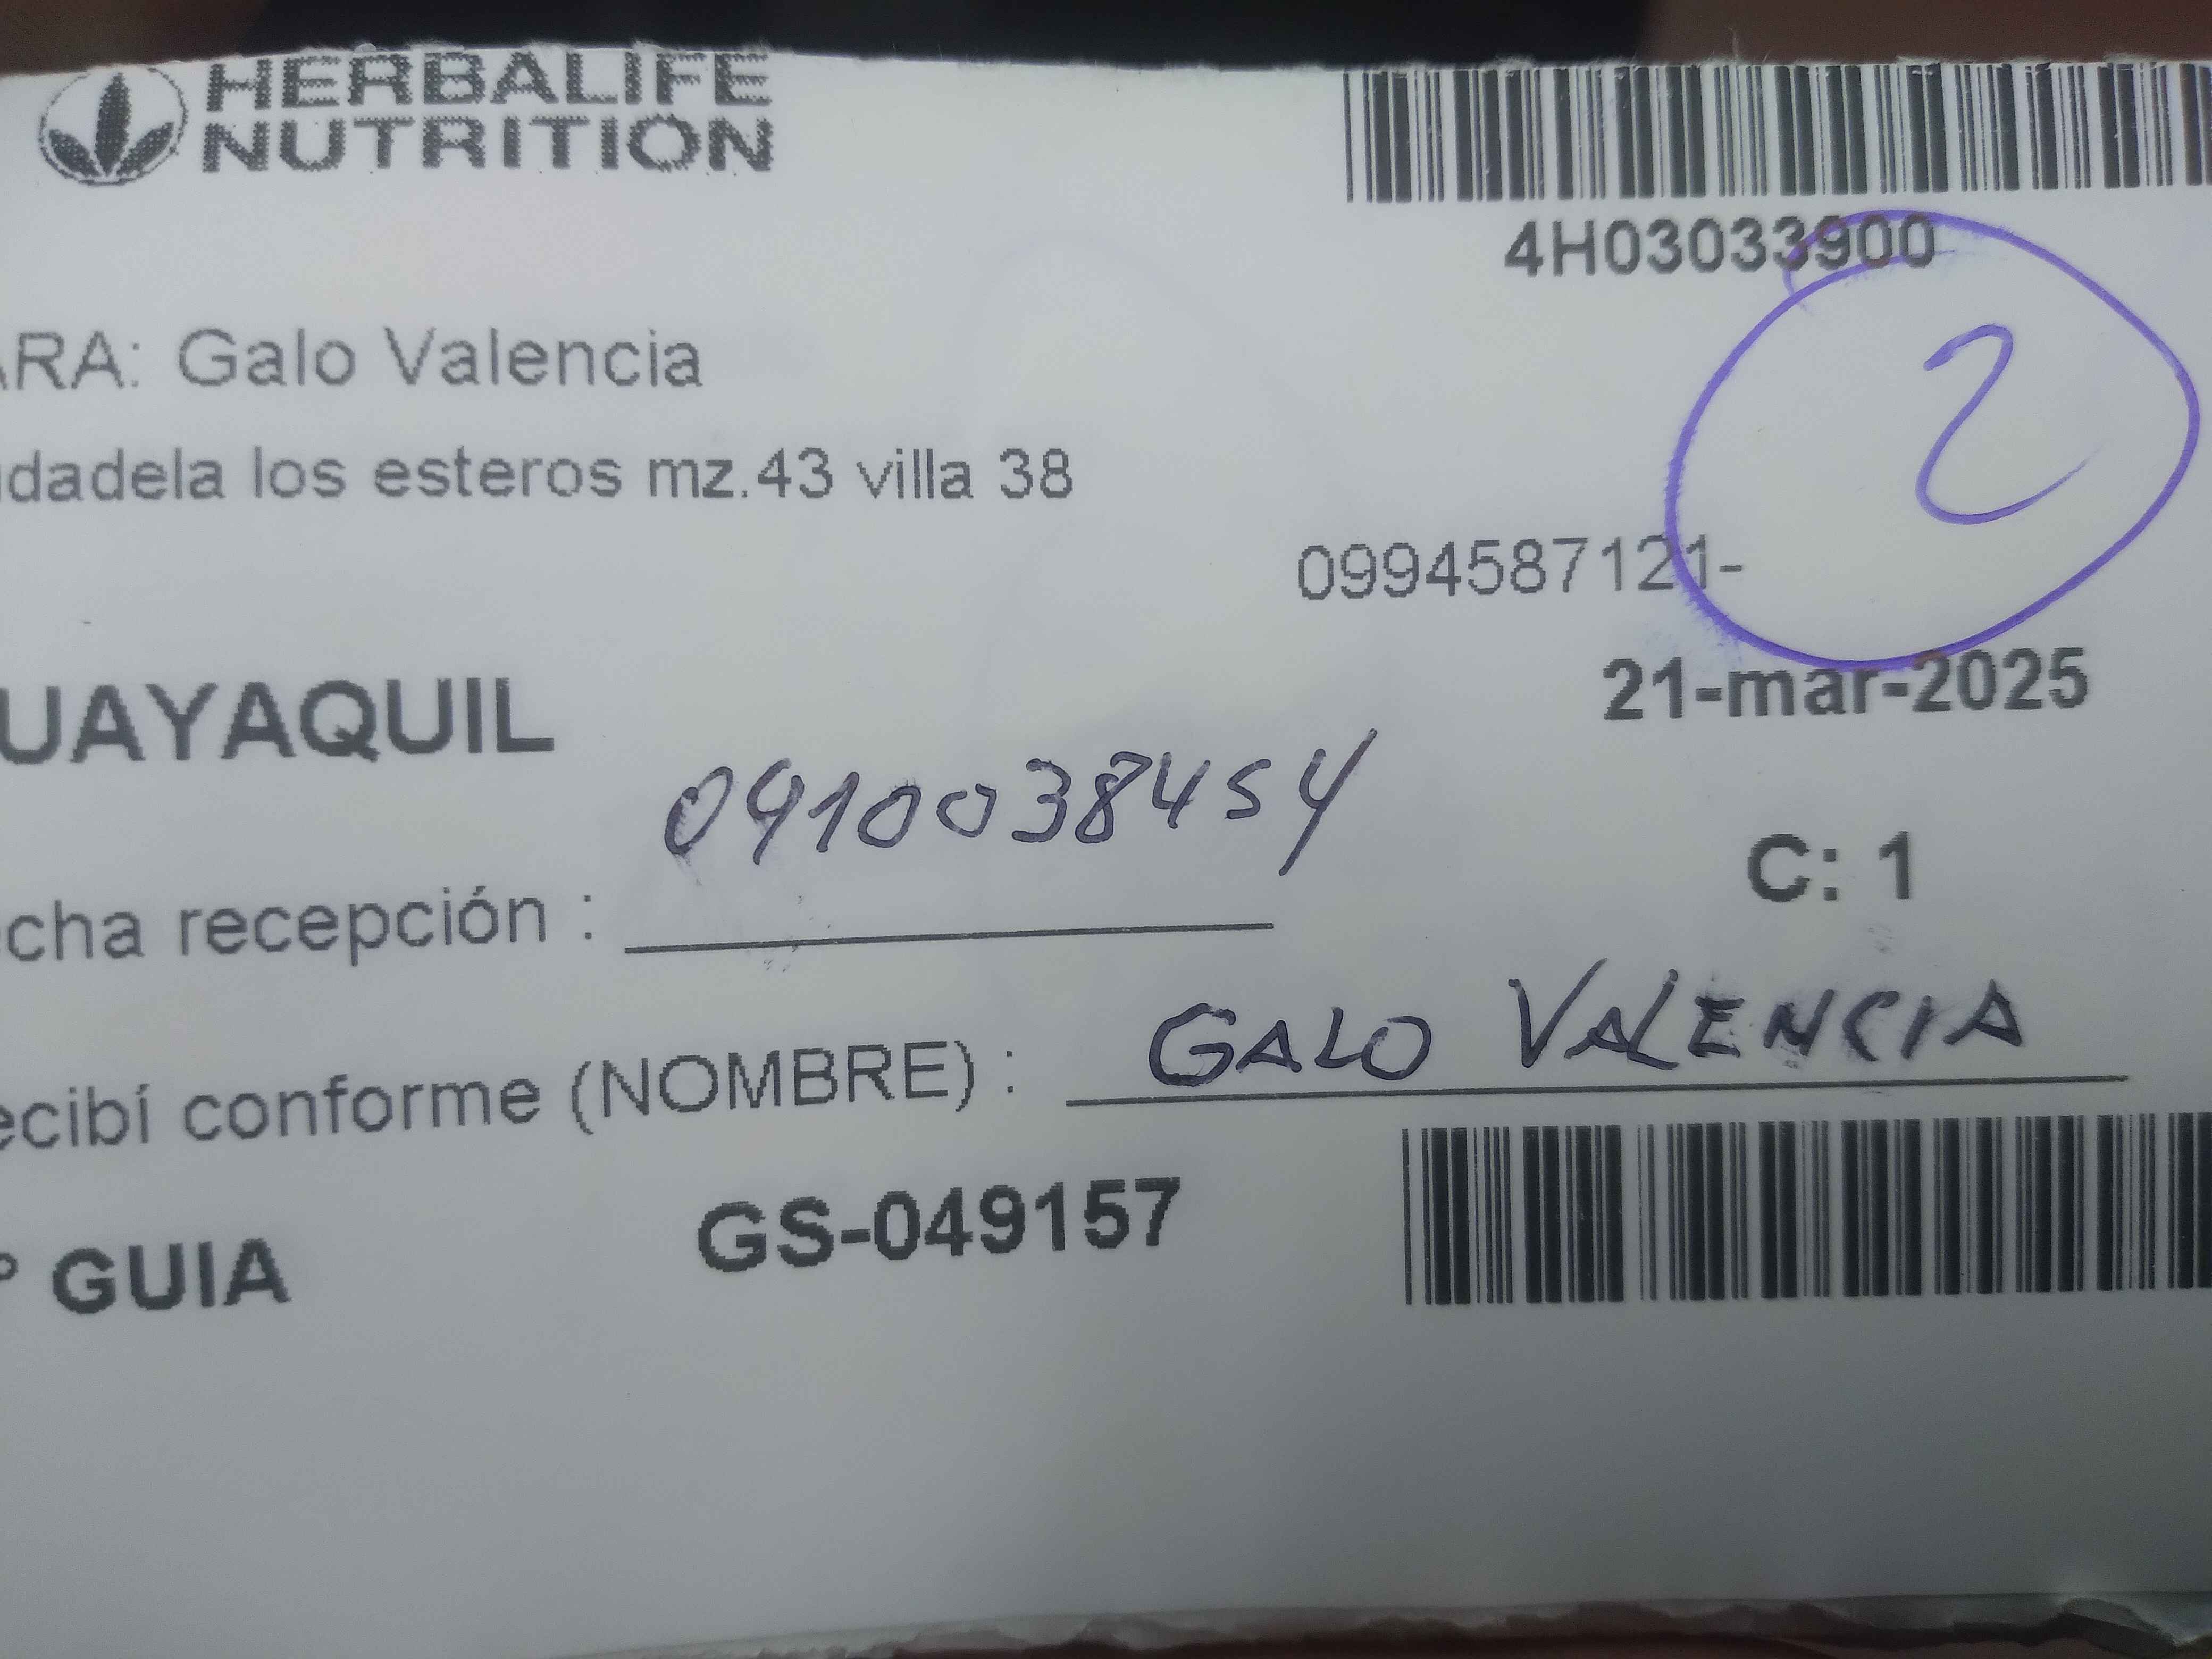 HERBALIFE
NUTRITION
4H03033900
ARA: Galo Valencia
2
dadela los esteros mz.43 villa 38
0994587121-
UAYAQUIL
21-mar-2025
0910038454
C: 1
cha recepción :
ecibí conforme (NOMBRE) : GALO VALENCIA
° GUIA GS-049157